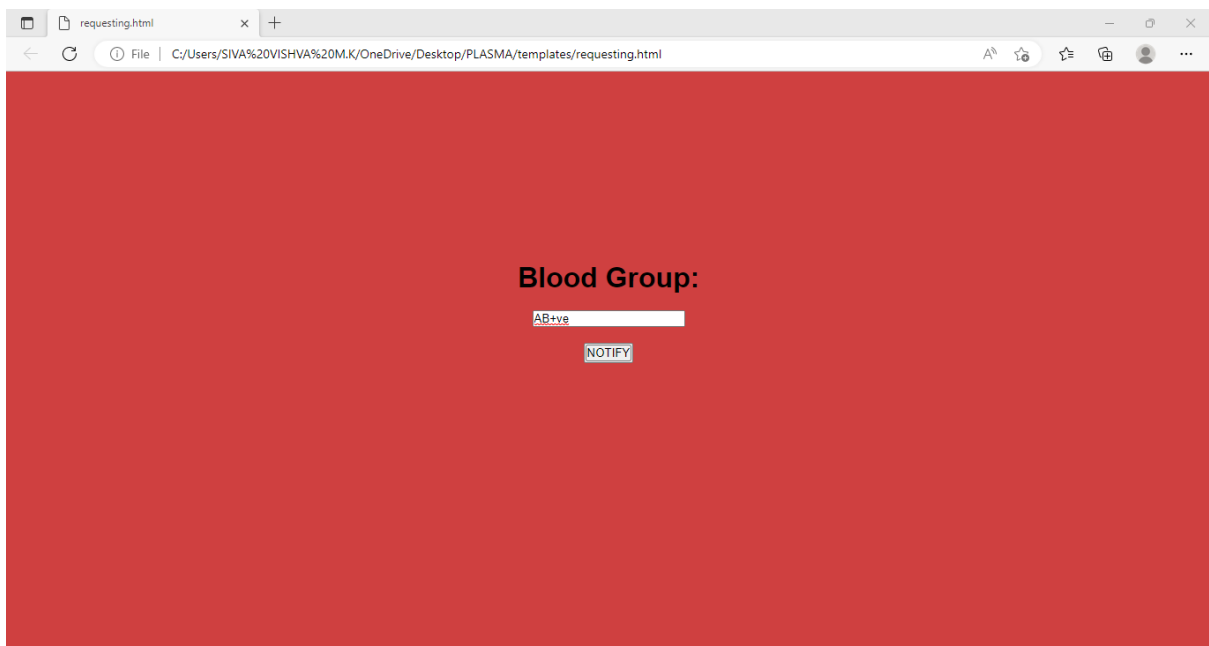 requesting.html
File | C:/Users/SIVA%20VISHVA%20M.K/OneDrive/Desktop/PLASMA/templates/requesting.html
Blood Group:
AB+ve
NOTIFY